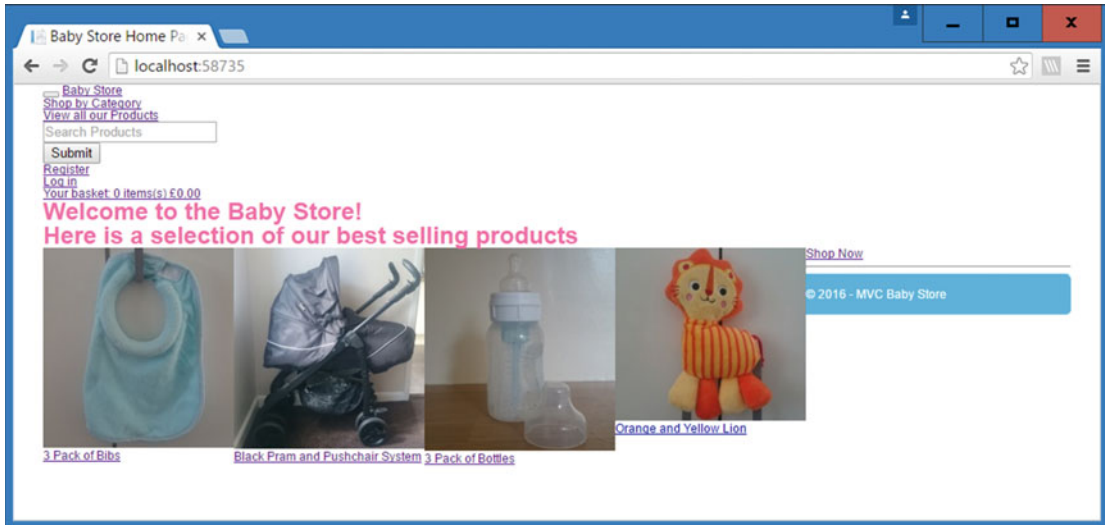 Baby Store Home Pa
localhost:58735
Baby Store
Shop by Category
View all our Products
Search Products
Submit
Register
Log in
Your basket: 0 items(s) £0.00
Welcome to the Baby Store!
Here is a selection of our best selling products
Shop Now
© 2016 - MVC Baby Store
Orange and Yellow Lion
3 Pack of Bibs
Black Pram and Pushchair System
3 Pack of Bottles